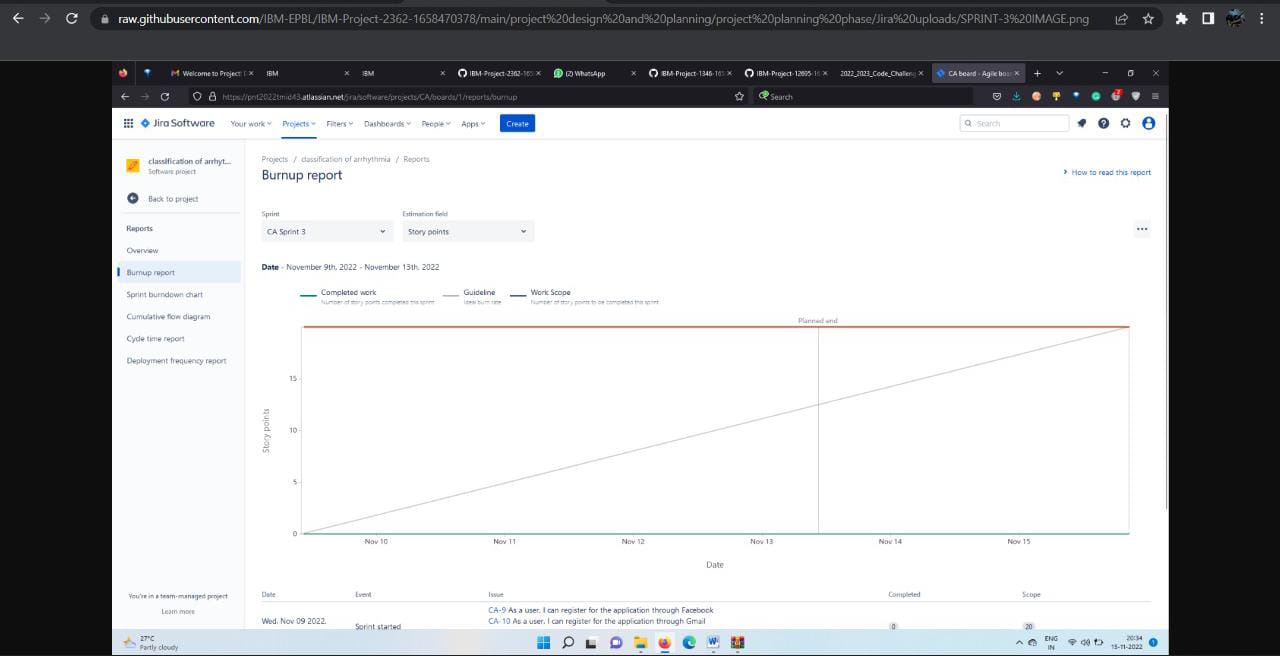 raw.githubusercontent.com/IBM-EPBL/IBM-Project-2362-1658470378/main/project%20design%20and%20planning/project%20planning%20phase/Jira%20uploads/SPRINT-3%20IMAGE.png
Welcome to Project! IBM IBM IBM-Project-2362-165 (2) WhatsApp IBM-Project-1346-165 IBM-Project-12695-16 2022_2023_Code_Challeng CA board - Agile boar
https://pnt2022tmid43.atlassian.net/jira/software/projects/CA/boards/1/reports/burnup Search
Jira Software Your work Projects Filters Dashboards People Apps Create Search
classification of arrhyt...
Software project
Back to project
Reports
Overview
Burnup report
Sprint burndown chart
Cumulative flow diagram
Cycle time report
Deployment frequency report
You're in a team-managed project
Learn more
Projects / classification of arrhythmia / Reports
Burnup report
How to read this report
Sprint Estimation field
CA Sprint 3 Story points
Date - November 9th, 2022 - November 13th, 2022
Completed work Guideline Work Scope
Number of story points completed this sprint Ideal burn rate Number of story points to be completed this sprint
Planned end
15
10
5
0
Story points
Nov 10 Nov 11 Nov 12 Nov 13 Nov 14 Nov 15
Date
Date Event Issue Completed Scope
CA-9 As a user, I can register for the application through Facebook
CA-10 As a user, I can register for the application through Gmail
Wed, Nov 09 2022, Sprint started 0 20
27°C
Partly cloudy
ENG
IN
20:34
15-11-2022
1